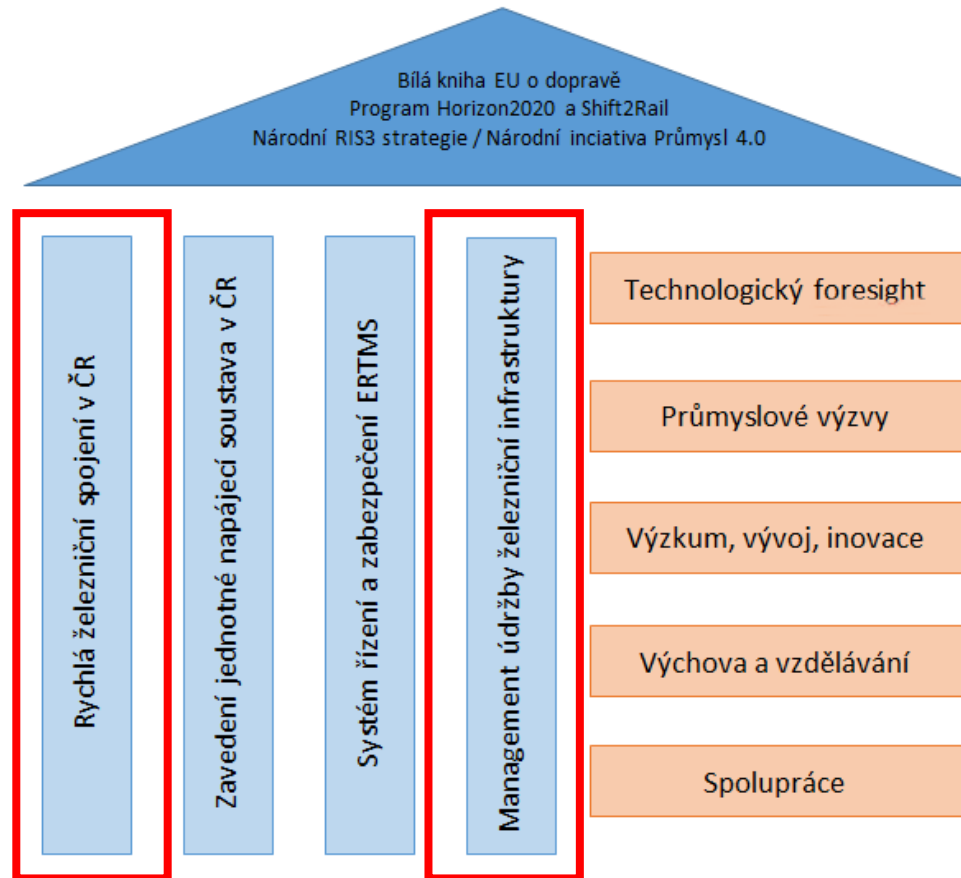 Bílá kniha EU o dopravě
Program Horizon2020 a Shift2Rail
Národní RIS3 strategie / Národní inciativa Průmysl 4.0
Rychlá železniční spojení v ČR
Zavedení jednotné napájecí soustava v ČR
Systém řízení a zabezpečení ERTMS
Management údržby železniční infrastruktury
Technologický foresight
Průmyslové výzvy
Výzkum, vývoj, inovace
Výchova a vzdělávání
Spolupráce